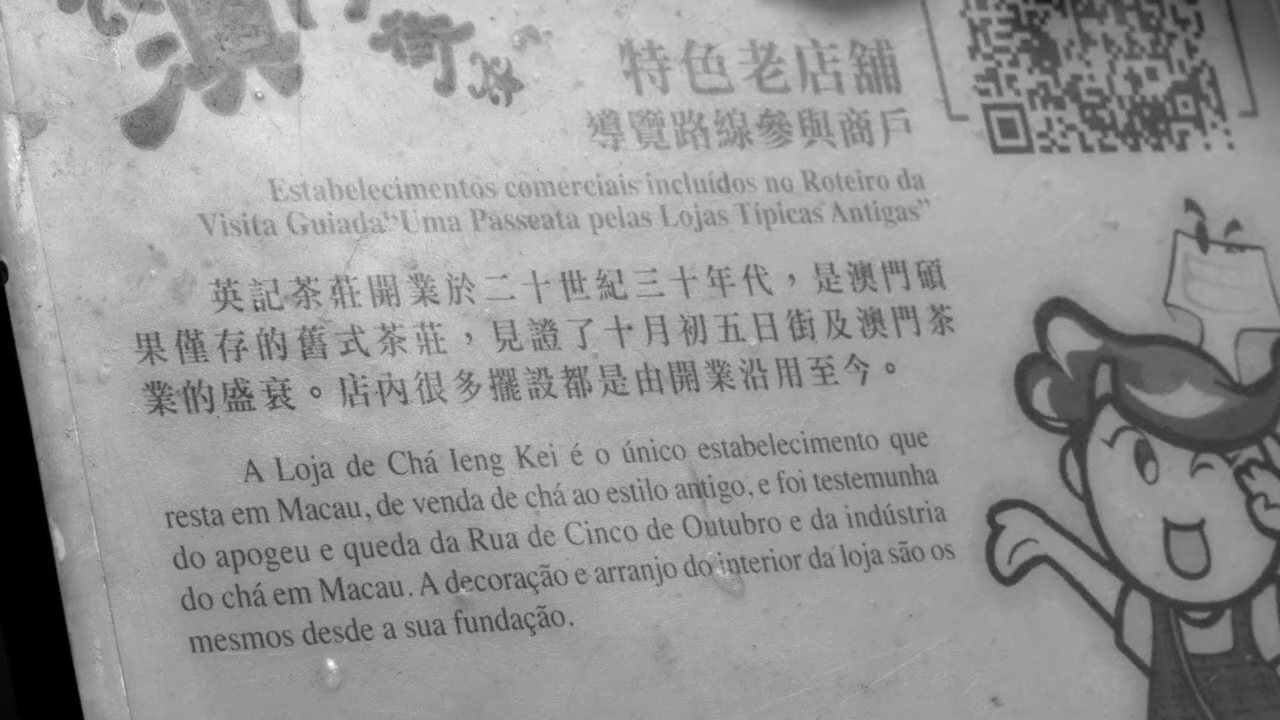 澳門街
特色老店舖
導覽路線參與商戶
Estabelecimentos comerciais incluídos no Roteiro da
Visita Guiada“Uma Passeata pelas Lojas Típicas Antigas”
英記茶莊開業於二十世紀三十年代，是澳門碩
果僅存的舊式茶莊，見證了十月初五日街及澳門茶
業的盛衰。店內很多擺設都是由開業沿用至今。
A Loja de Chá Ieng Kei é o único estabelecimento que
resta em Macau, de venda de chá ao estilo antigo, e foi testemunha
do apogeu e queda da Rua de Cinco de Outubro e da indústria
do chá em Macau. A decoração e arranjo do interior da loja são os
mesmos desde a sua fundação.